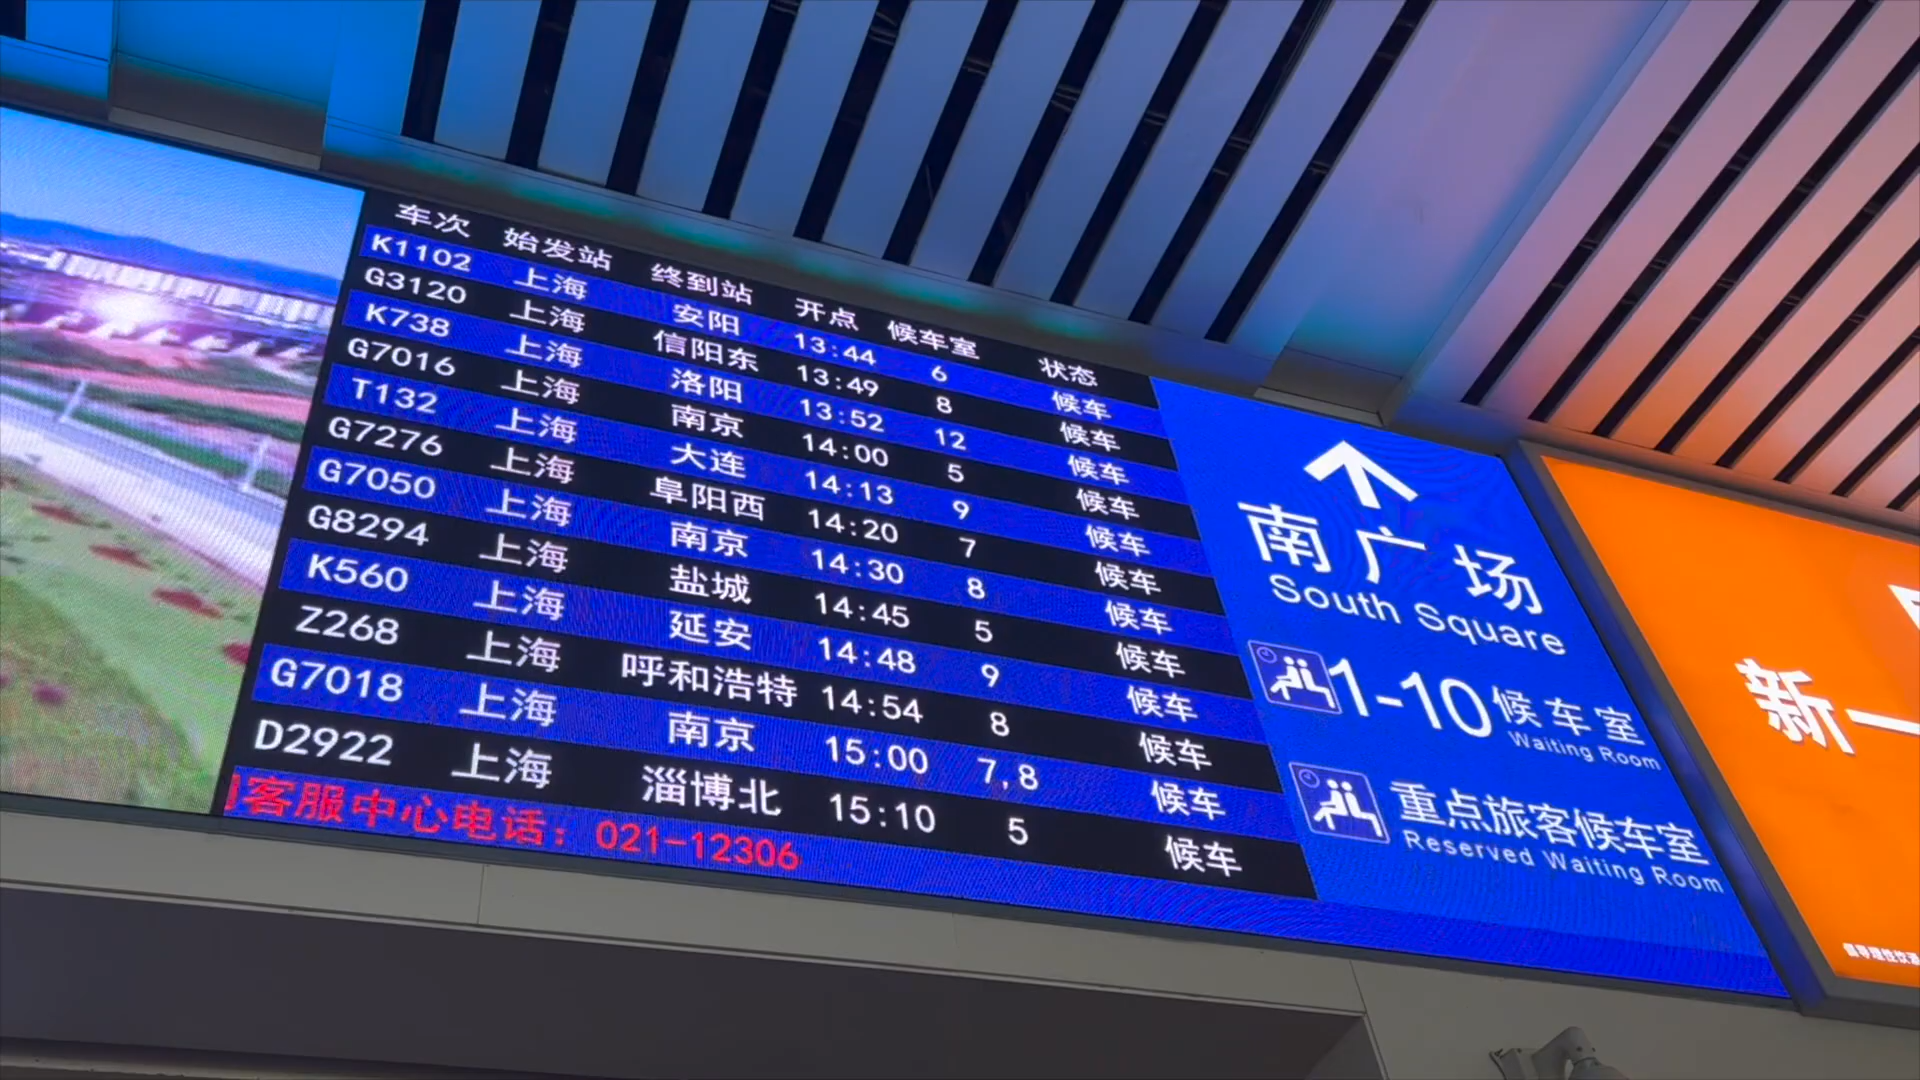 车次 始发站 终到站 开点 候车室 状态
K1102 上海 安阳 13:44 6 候车
G3120 上海 信阳东 13:49 8 候车
K738 上海 洛阳 13:52 12 候车
G7016 上海 南京 14:00 5 候车
T132 上海 大连 14:13 9 候车
G7276 上海 阜阳西 14:20 7 候车
G7050 上海 南京 14:30 8 候车
G8294 上海 盐城 14:45 5 候车
K560 上海 延安 14:48 9 候车
Z268 上海 呼和浩特 14:54 8 候车
G7018 上海 南京 15:00 7,8 候车
D2922 上海 淄博北 15:10 5 候车
客服中心电话：021-12306
南广场
South Square
1-10 候车室
Waiting Room
重点旅客候车室
Reserved Waiting Room
新一